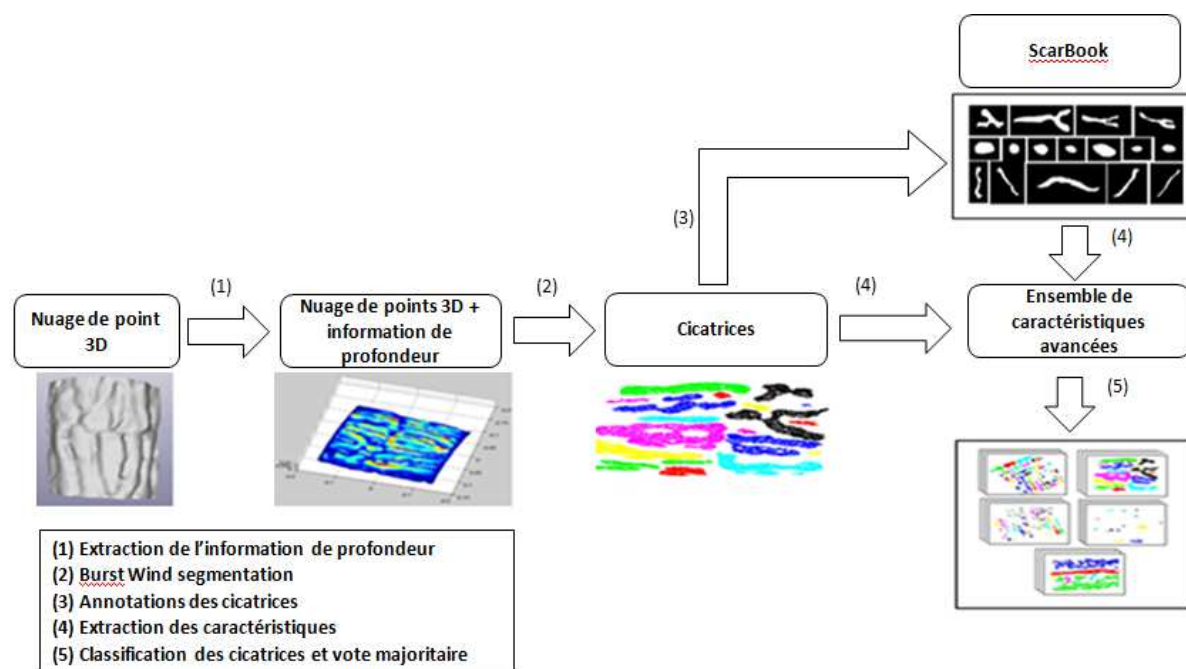 ScarBook
(3)
(4)
(1)
(2)
(4)
Nuage de point
3D
Nuage de points 3D +
information de
profondeur
Cicatrices
Ensemble de
caractéristiques
avancées
(5)
(1) Extraction de l'information de profondeur
(2) Burst Wind segmentation
(3) Annotations des cicatrices
(4) Extraction des caractéristiques
(5) Classification des cicatrices et vote majoritaire